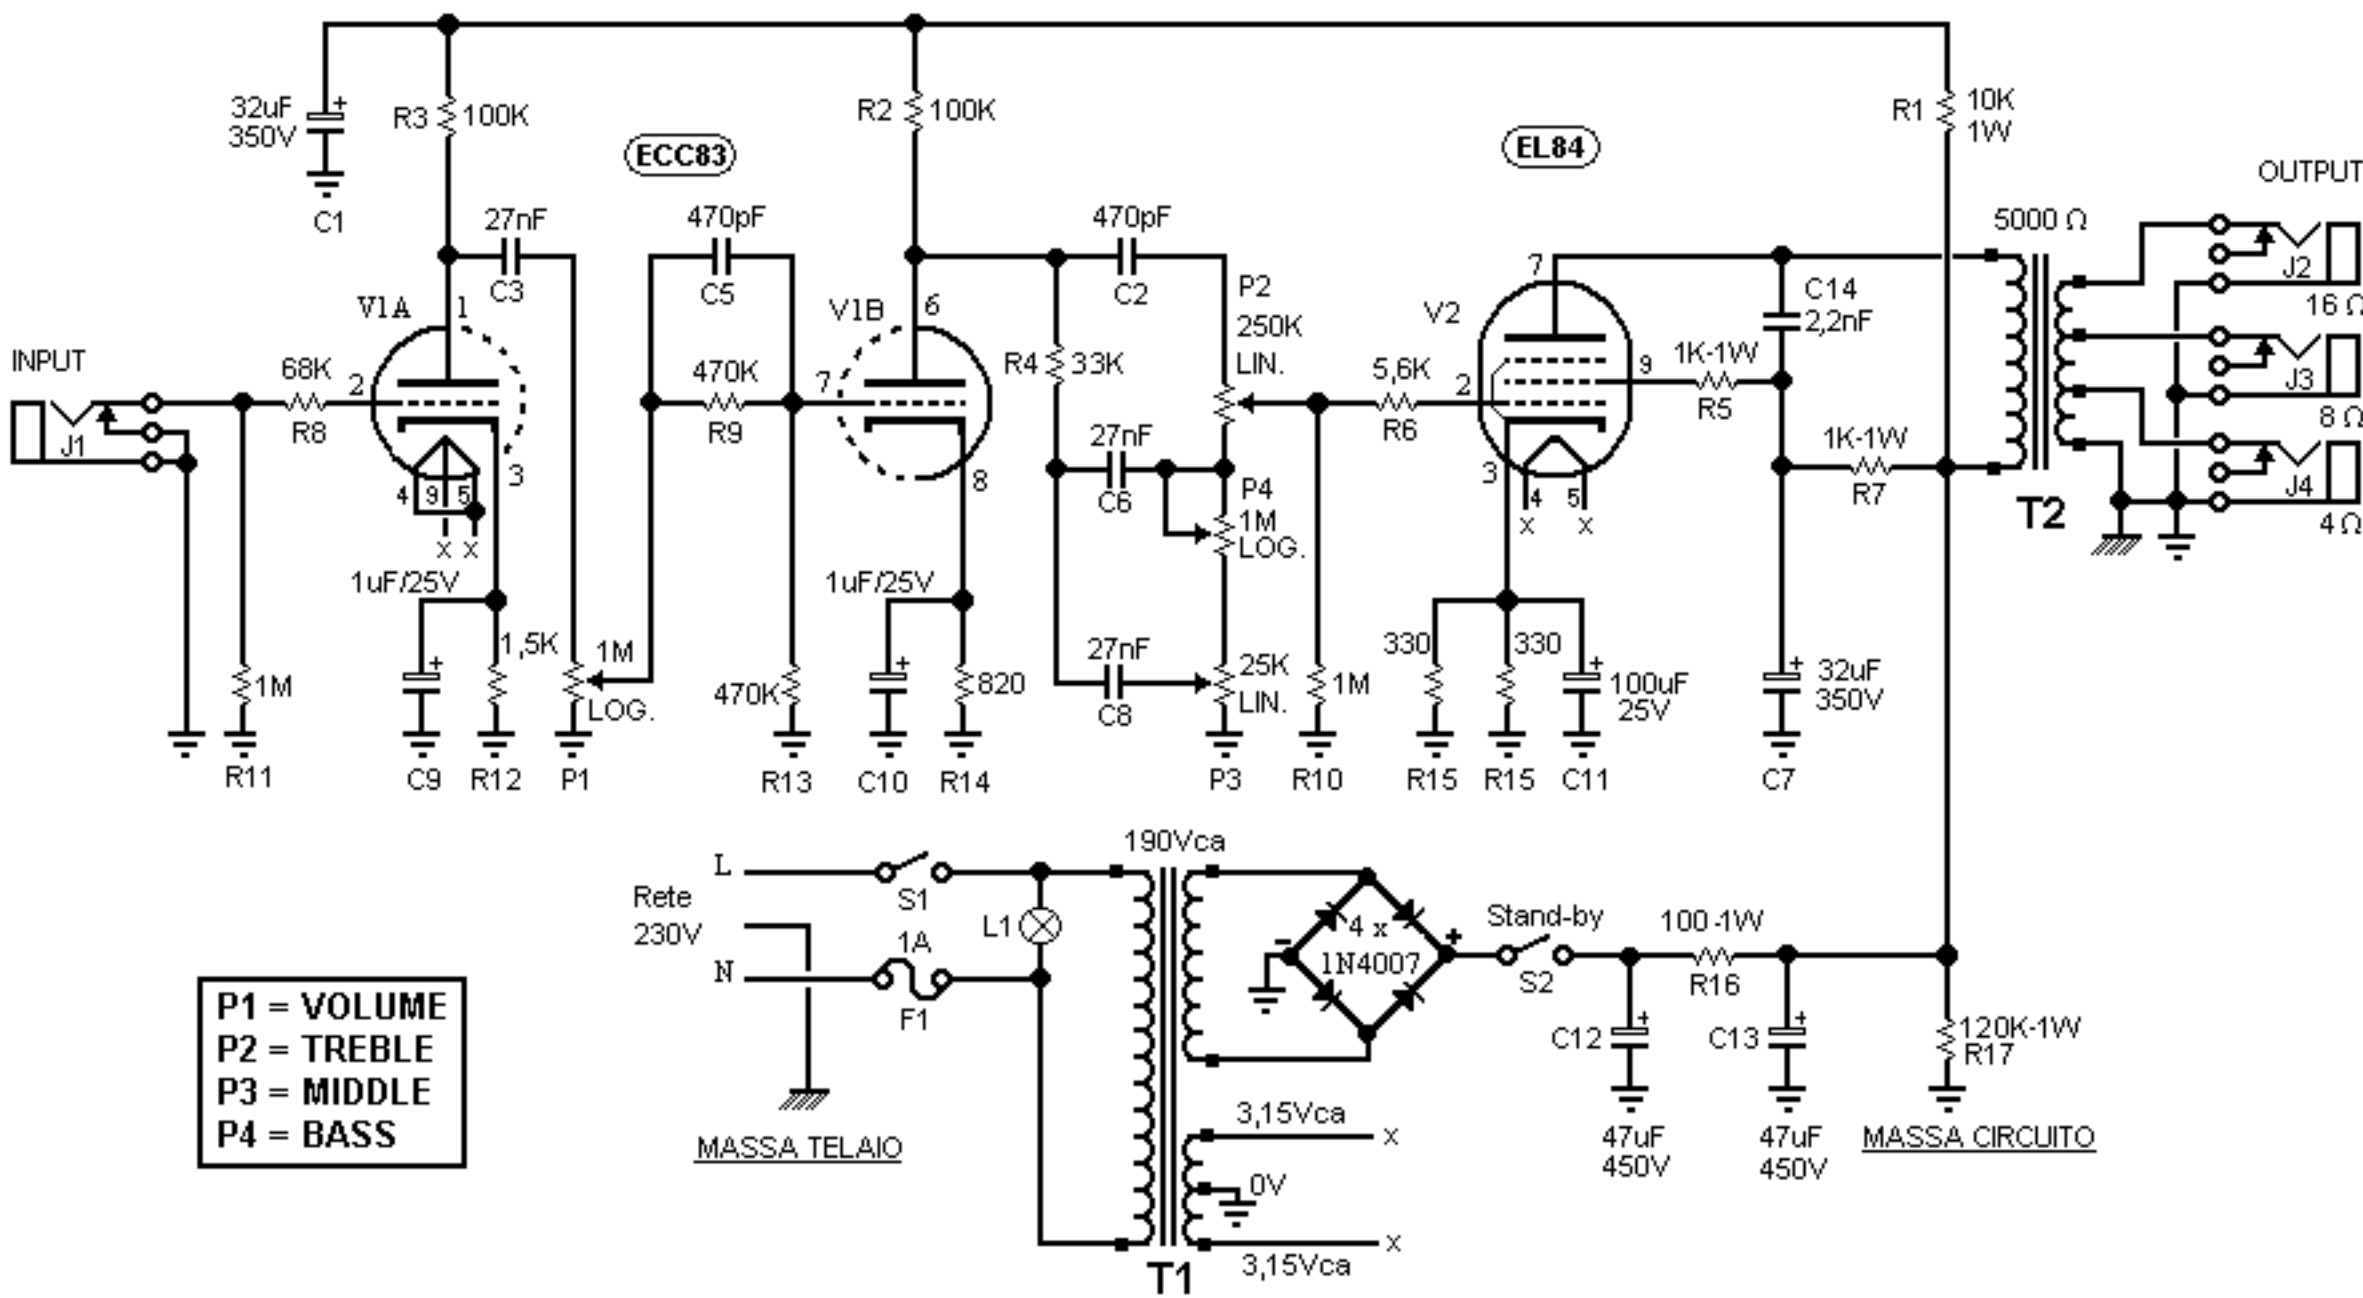 32uF
350V
+
C1
R3
100K
R2
100K
ECC83
EL84
R1
10K
1W
OUTPUT
27nF
C3
470pF
C5
470pF
C2
5000 Ω
J2
16 Ω
J3
8 Ω
J4
4 Ω
T2
V1A
1
2
3
4
9
5
X
X
V1B
6
7
8
P2
250K
LIN.
V2
7
2
9
3
4
5
X
X
C14
2,2nF
INPUT
J1
68K
R8
470K
R9
R4
33K
5,6K
R6
1K-1W
R5
1K-1W
R7
27nF
C6
P4
1M
LOG.
1uF/25V
+
1,5K
1M
LOG.
1M
470K
1uF/25V
+
820
27nF
C8
25K
LIN.
1M
330
330
+
100uF
25V
+
32uF
350V
R11
C9
R12
P1
R13
C10
R14
P3
R10
R15
R15
C11
C7
190Vca
L
Rete
230V
N
S1
1A
F1
L1
4 x
1N4007
-
+
Stand-by
S2
100-1W
R16
C12
+
47uF
450V
C13
+
47uF
450V
120K-1W
R17
MASSA CIRCUITO
MASSA TELAIO
3,15Vca
X
0V
3,15Vca
X
T1
P1 = VOLUME
P2 = TREBLE
P3 = MIDDLE
P4 = BASS